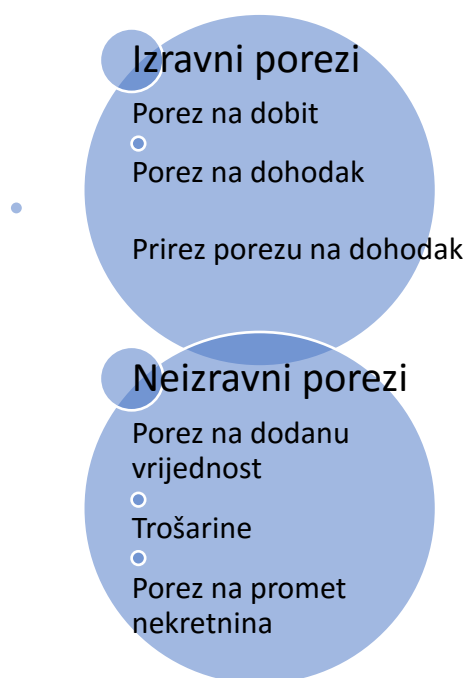 Izravni porezi
Porez na dobit
Porez na dohodak
Prirez porezu na dohodak
Neizravni porezi
Porez na dodanu
vrijednost
Trošarine
Porez na promet
nekretnina